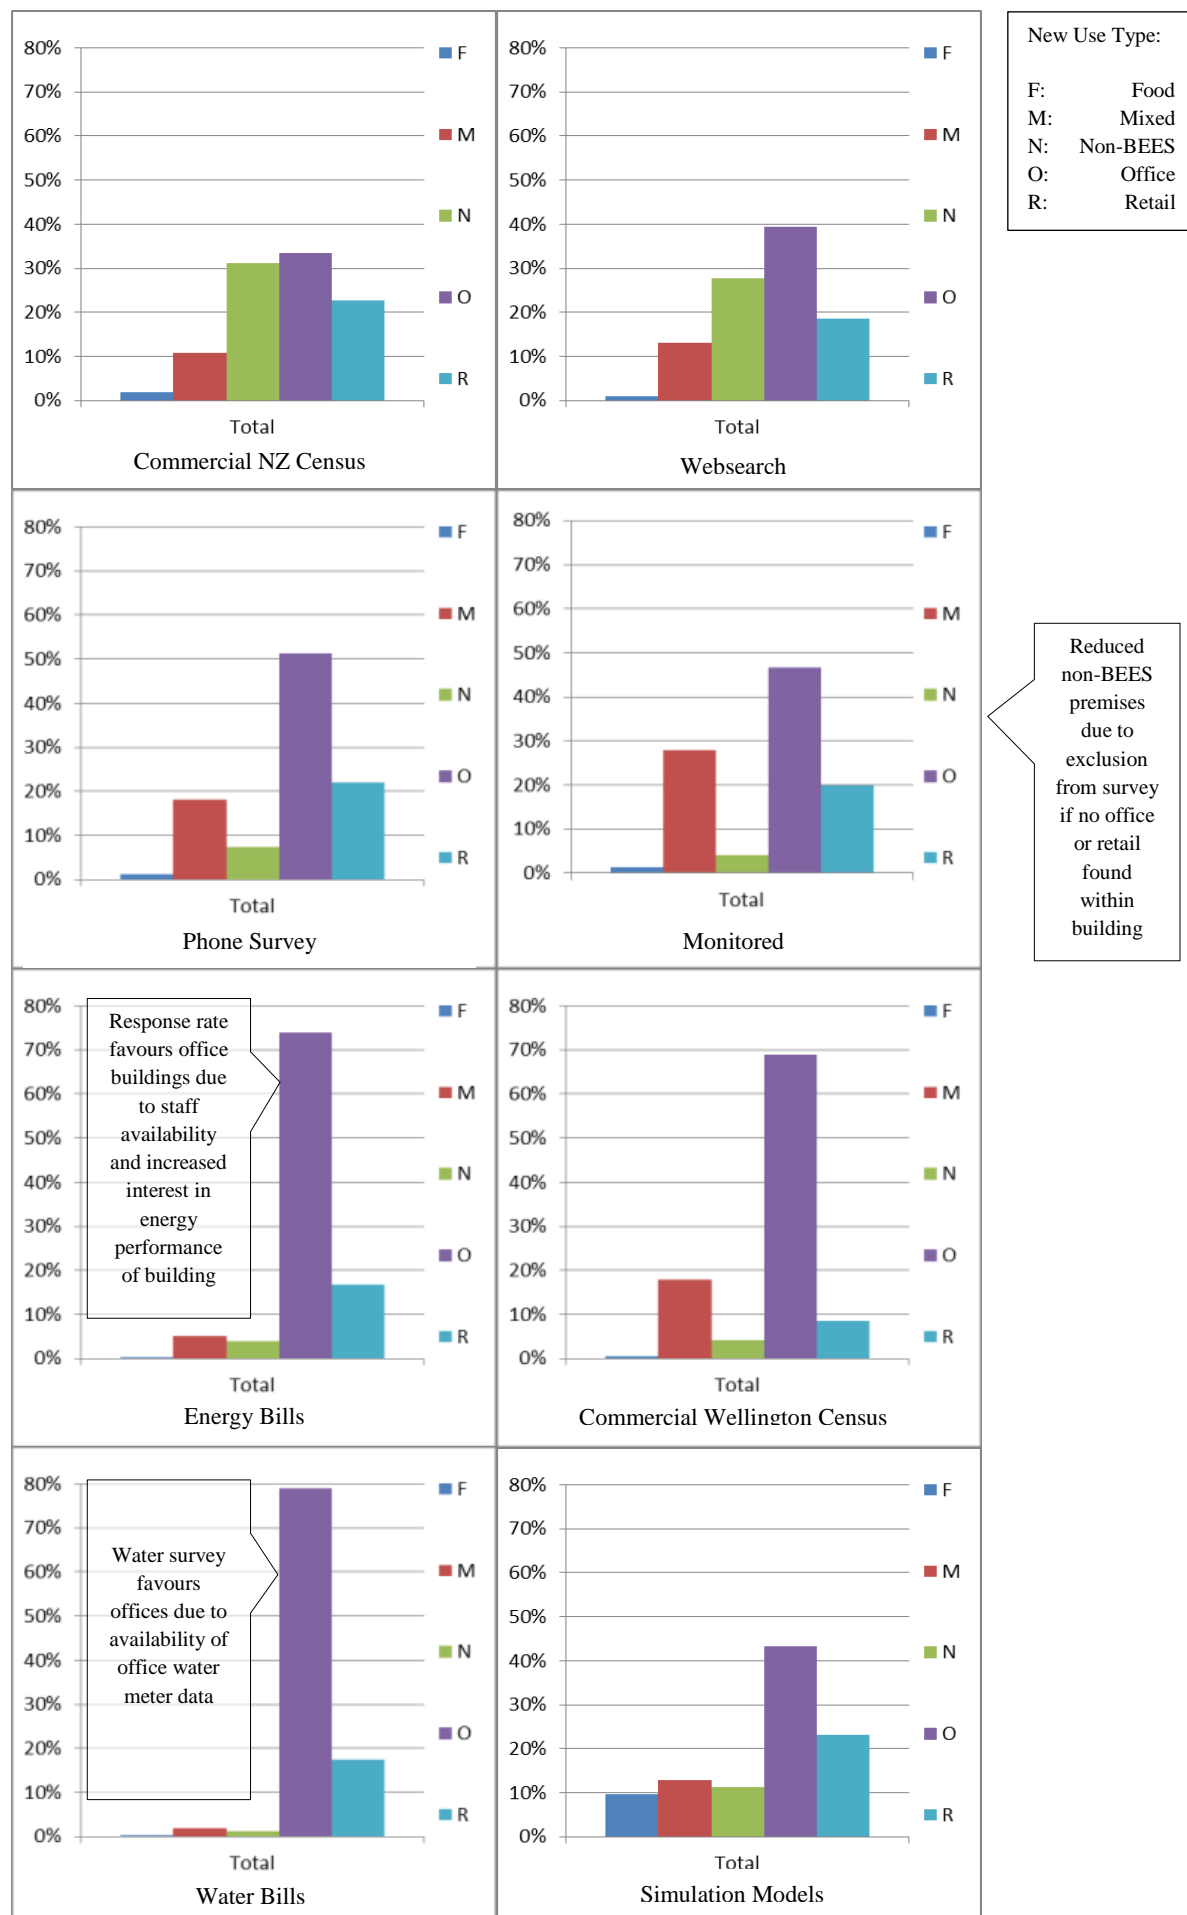 80%
70%
60%
50%
40%
30%
20%
10%
0%
F
M
N
O
R
Total
Commercial NZ Census
80%
70%
60%
50%
40%
30%
20%
10%
0%
F
M
N
O
R
Total
Websearch
New Use Type:
F: Food
M: Mixed
N: Non-BEES
O: Office
R: Retail
80%
70%
60%
50%
40%
30%
20%
10%
0%
F
M
N
O
R
Total
Phone Survey
80%
70%
60%
50%
40%
30%
20%
10%
0%
F
M
N
O
R
Total
Monitored
Reduced
non-BEES
premises
due to
exclusion
from survey
if no office
or retail
found
within
building
80%
70%
60%
50%
40%
30%
20%
10%
0%
Response rate
favours office
buildings due
to staff
availability
and increased
interest in
energy
performance
of building
F
M
N
O
R
Total
Energy Bills
80%
70%
60%
50%
40%
30%
20%
10%
0%
F
M
N
O
R
Total
Commercial Wellington Census
80%
70%
60%
50%
40%
30%
20%
10%
0%
Water survey
favours
offices due to
availability of
office water
meter data
F
M
N
O
R
Total
Water Bills
80%
70%
60%
50%
40%
30%
20%
10%
0%
F
M
N
O
R
Total
Simulation Models